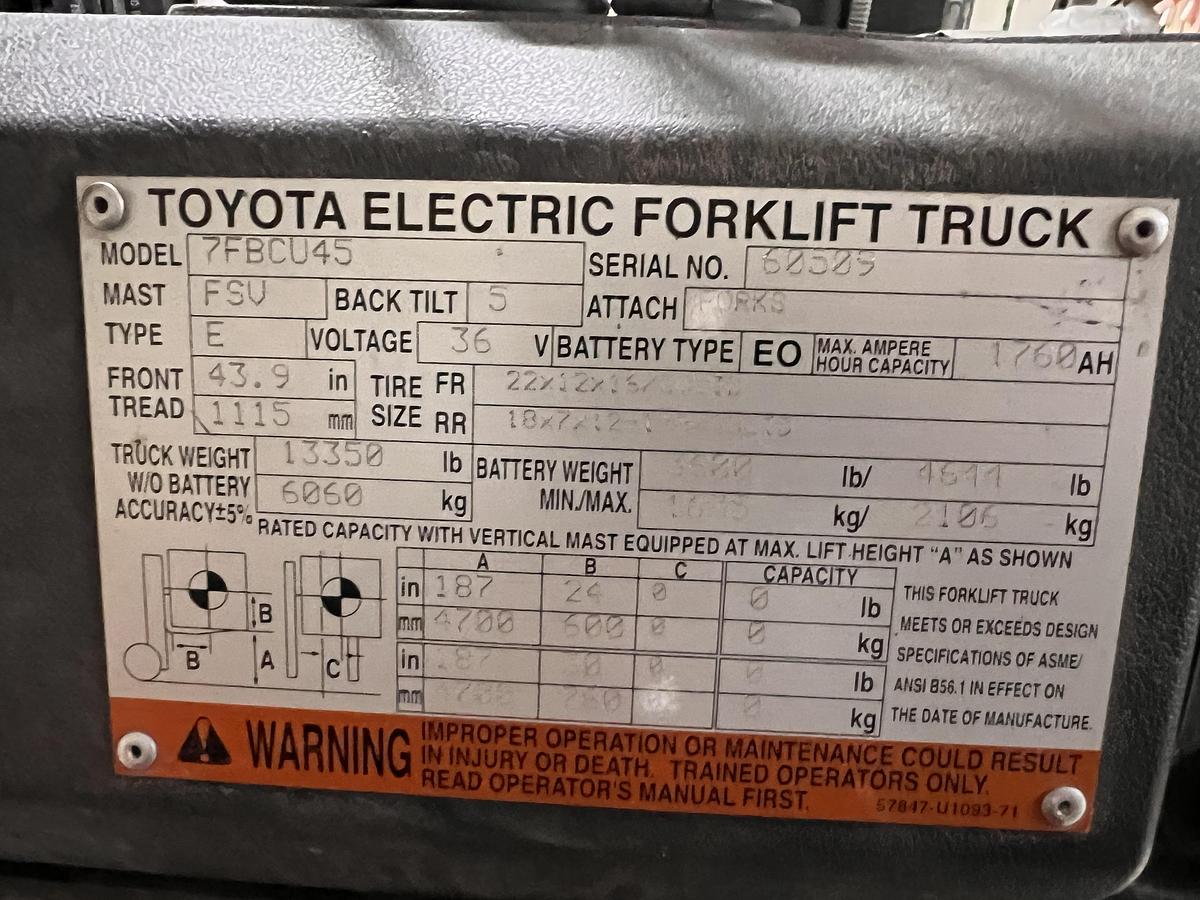 TOYOTA ELECTRIC FORKLIFT TRUCK
MODEL 7FBCU45 SERIAL NO. 60509
MAST FSV BACK TILT 5 ATTACH FORKS
TYPE E VOLTAGE 36 V BATTERY TYPE EO MAX. AMPERE HOUR CAPACITY 1760 AH
FRONT TREAD 43.9 in TIRE SIZE FR
1115 mm RR
TRUCK WEIGHT W/O BATTERY ACCURACY±5% 13350 lb BATTERY WEIGHT MIN./MAX. lb/ lb
6060 kg kg/ 2106 kg
RATED CAPACITY WITH VERTICAL MAST EQUIPPED AT MAX. LIFT HEIGHT "A" AS SHOWN
A B C CAPACITY
in 187 24 0 0 lb
mm 4700 600 0 0 kg
in 187 30 0 0 lb
mm 0 kg
B B A C
THIS FORKLIFT TRUCK
MEETS OR EXCEEDS DESIGN
SPECIFICATIONS OF ASME/
ANSI B56.1 IN EFFECT ON
THE DATE OF MANUFACTURE.
WARNING
IMPROPER OPERATION OR MAINTENANCE COULD RESULT
IN INJURY OR DEATH. TRAINED OPERATORS ONLY.
READ OPERATOR'S MANUAL FIRST.
57847-U1093-71